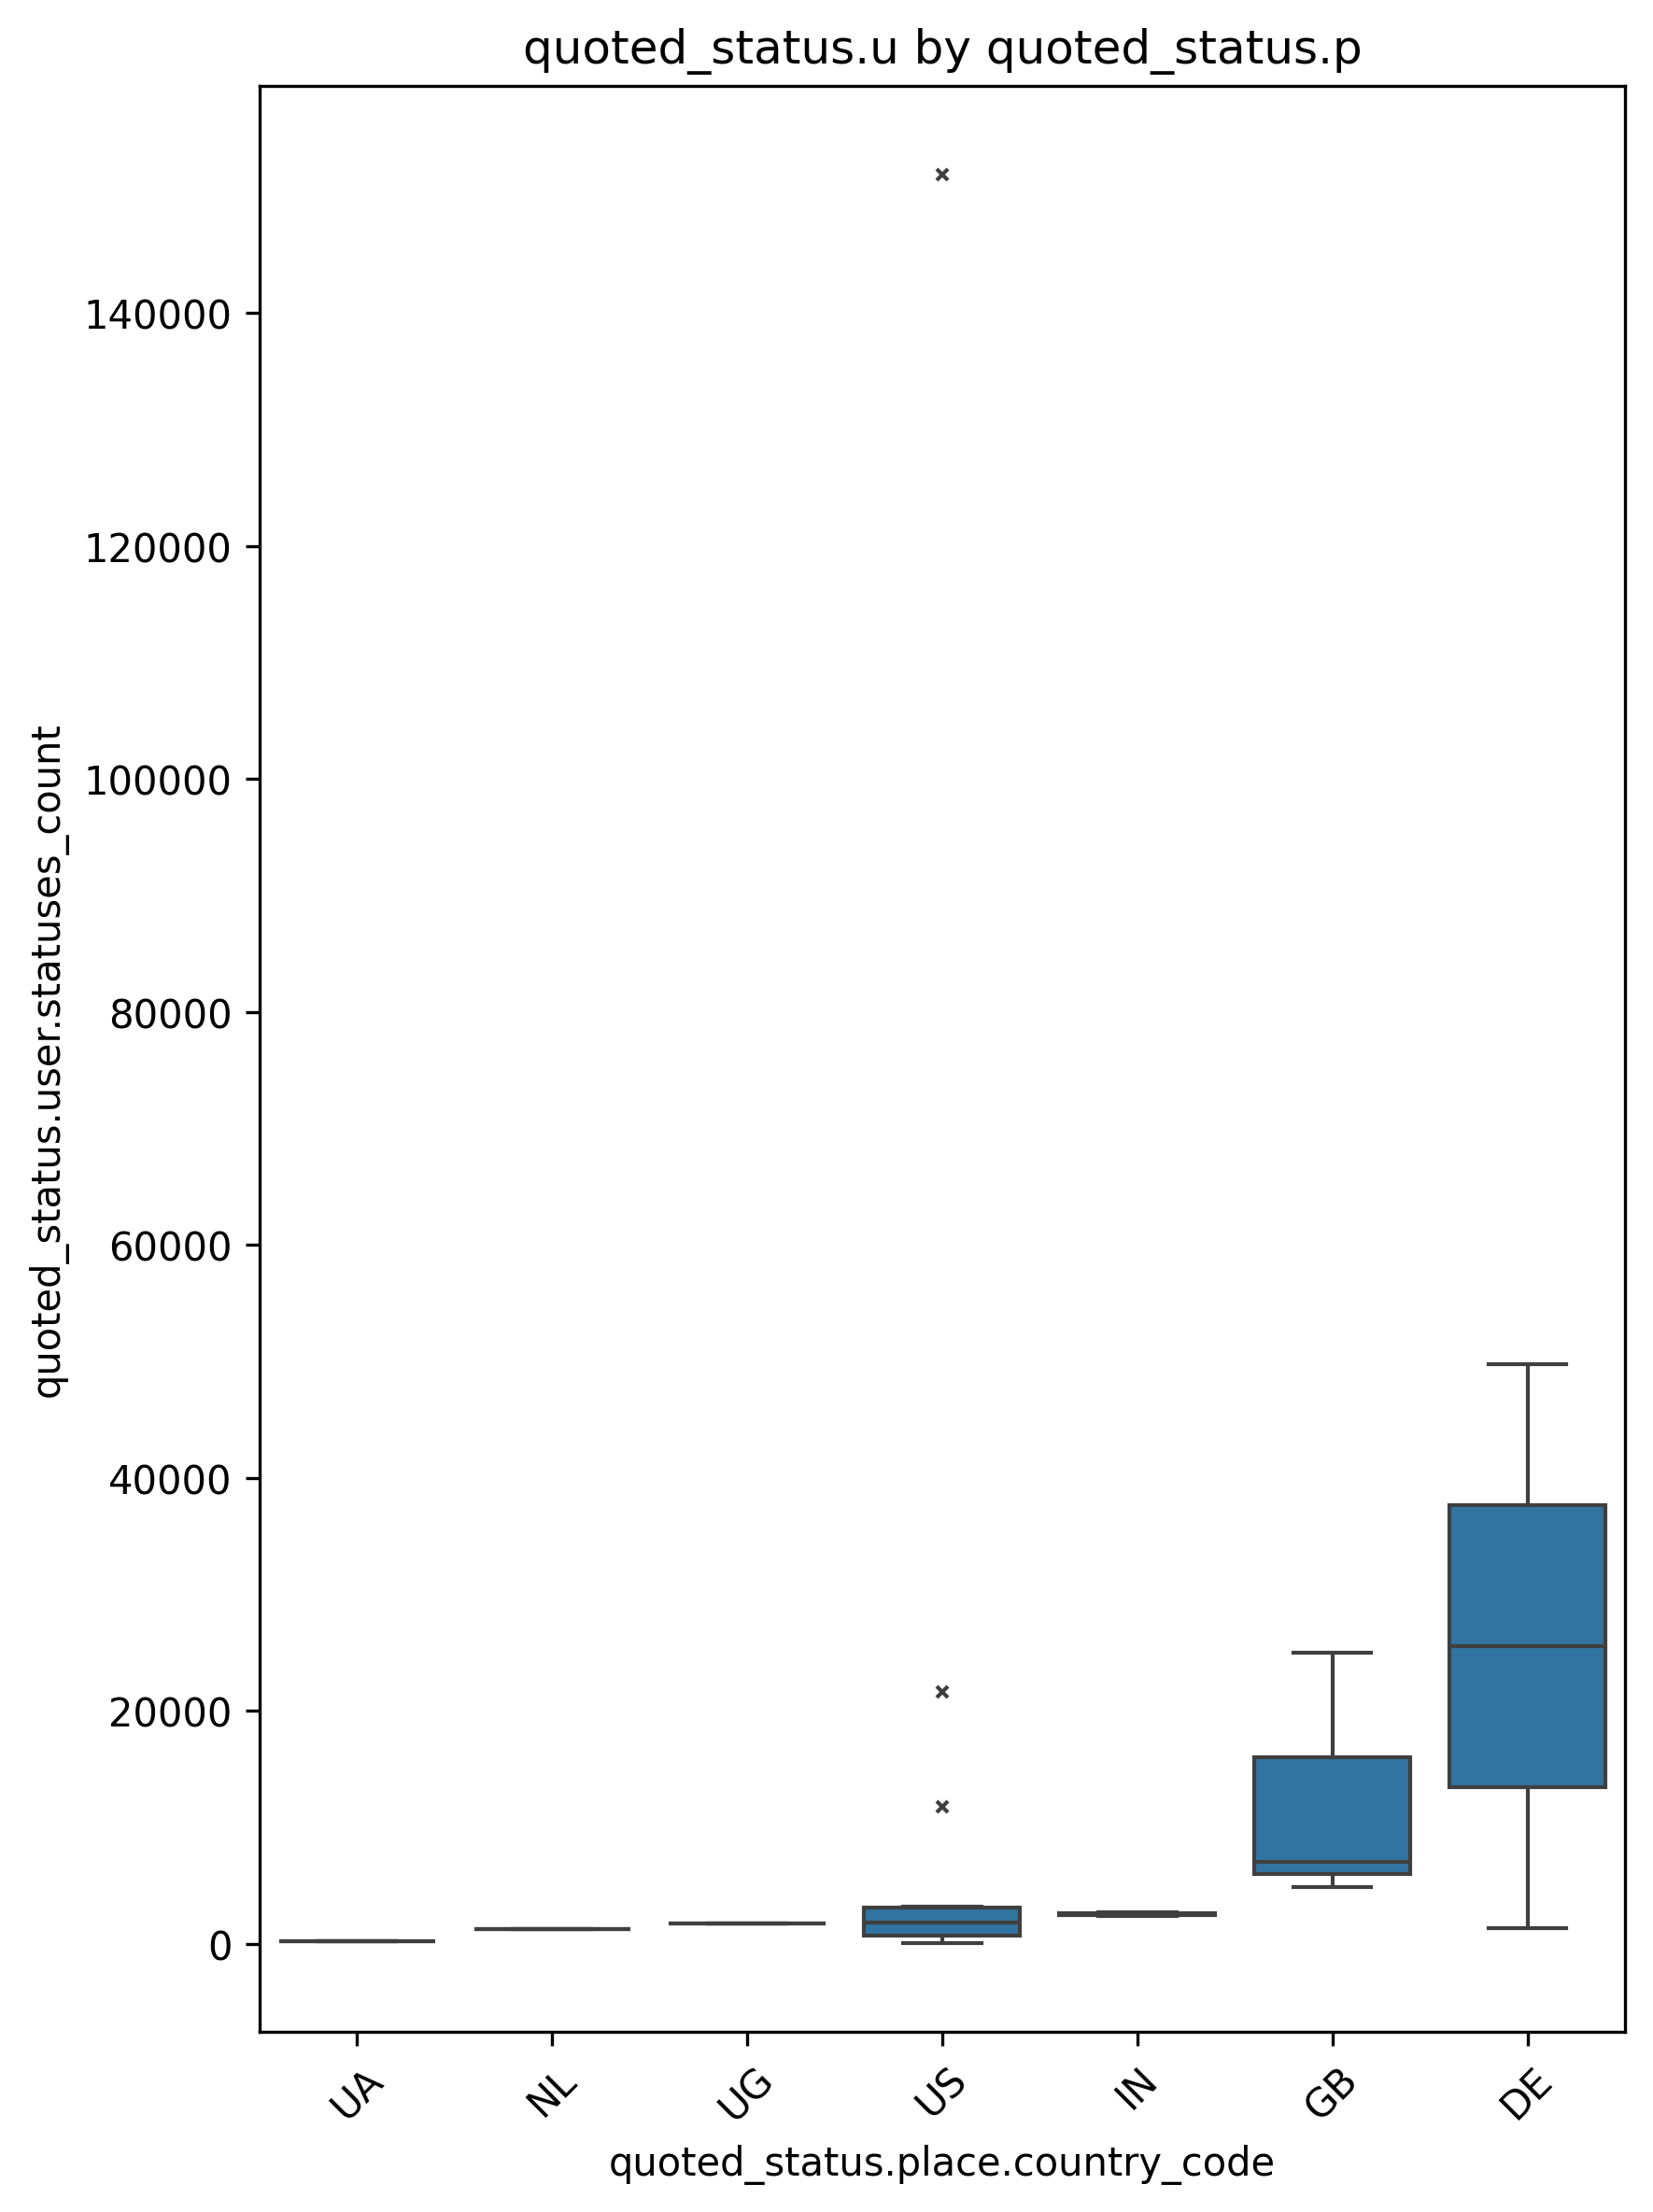 quoted_status.u by quoted_status.p
quoted_status.user.statuses_count
140000
120000
100000
80000
60000
40000
20000
0
UA
NL
UG
US
IN
GB
DE
quoted_status.place.country_code